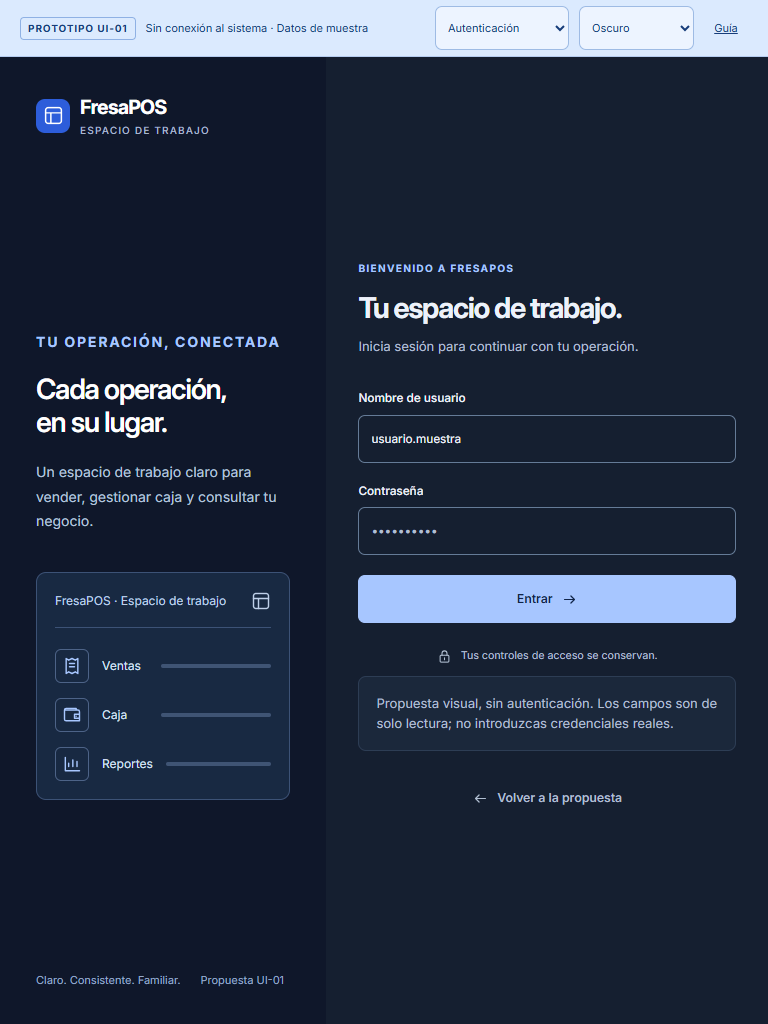 PROTOTIPO UI-01 Sin conexión al sistema · Datos de muestra Autenticación Oscuro Guía
FresaPOS
ESPACIO DE TRABAJO
TU OPERACIÓN, CONECTADA
Cada operación,
en su lugar.
Un espacio de trabajo claro para
vender, gestionar caja y consultar tu
negocio.
FresaPOS · Espacio de trabajo
Ventas
Caja
Reportes
Claro. Consistente. Familiar. Propuesta UI-01
BIENVENIDO A FRESAPOS
Tu espacio de trabajo.
Inicia sesión para continuar con tu operación.
Nombre de usuario
usuario.muestra
Contraseña
••••••••••
Entrar →
Tus controles de acceso se conservan.
Propuesta visual, sin autenticación. Los campos son de
solo lectura; no introduzcas credenciales reales.
← Volver a la propuesta